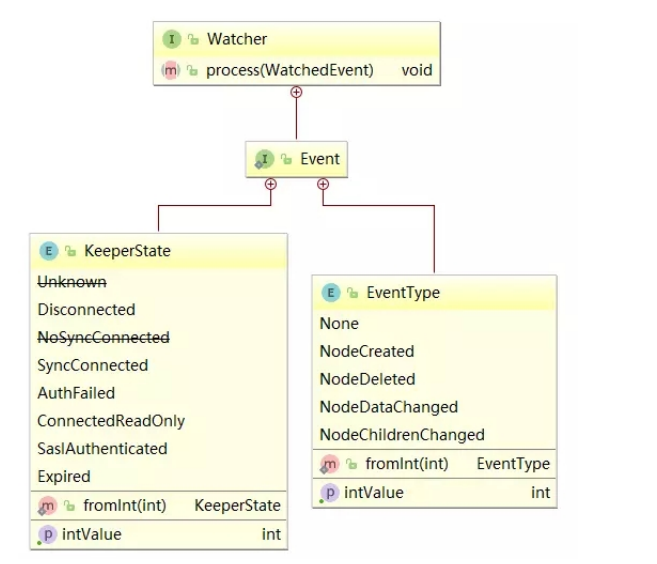 I Watcher
m process(WatchedEvent) void
I Event
E KeeperState
Unknown
Disconnected
NoSyncConnected
SyncConnected
AuthFailed
ConnectedReadOnly
SaslAuthenticated
Expired
m fromInt(int) KeeperState
p intValue int
E EventType
None
NodeCreated
NodeDeleted
NodeDataChanged
NodeChildrenChanged
m fromInt(int) EventType
p intValue int